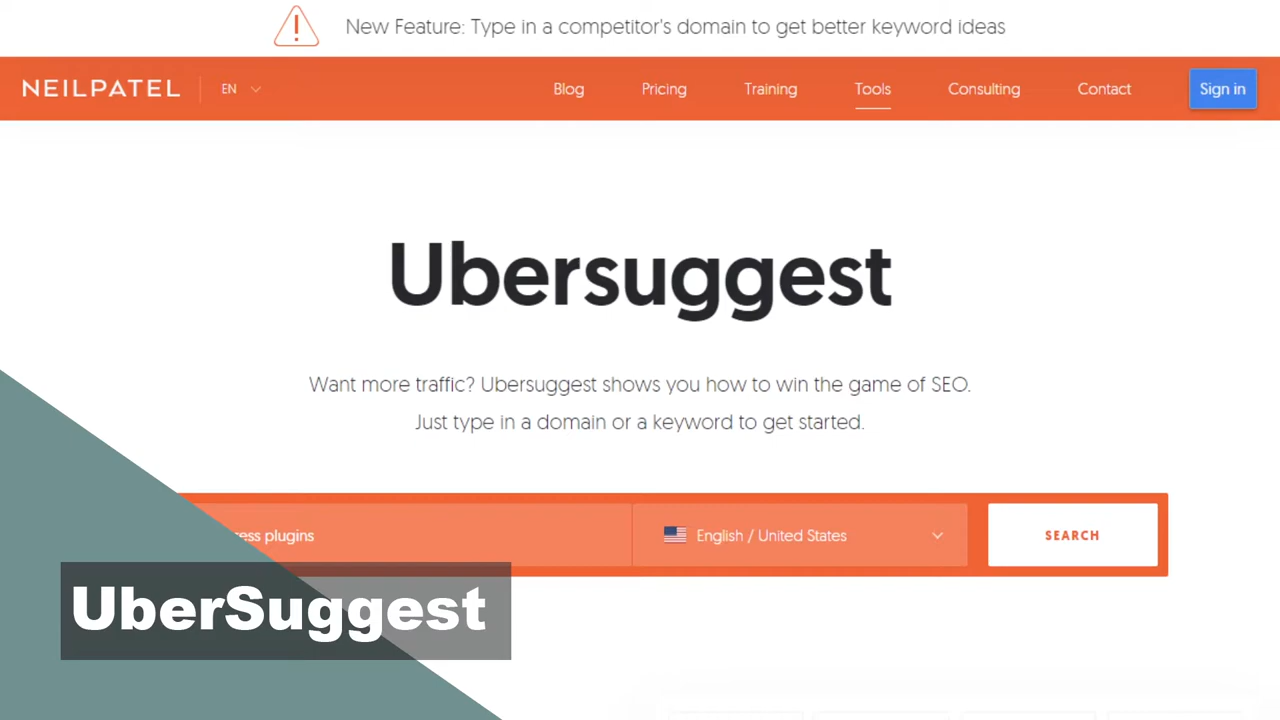 New Feature: Type in a competitor's domain to get better keyword ideas
NEILPATEL EN Blog Pricing Training Tools Consulting Contact Sign in
Ubersuggest
Want more traffic? Ubersuggest shows you how to win the game of SEO.
Just type in a domain or a keyword to get started.
plugins English / United States SEARCH
UberSuggest